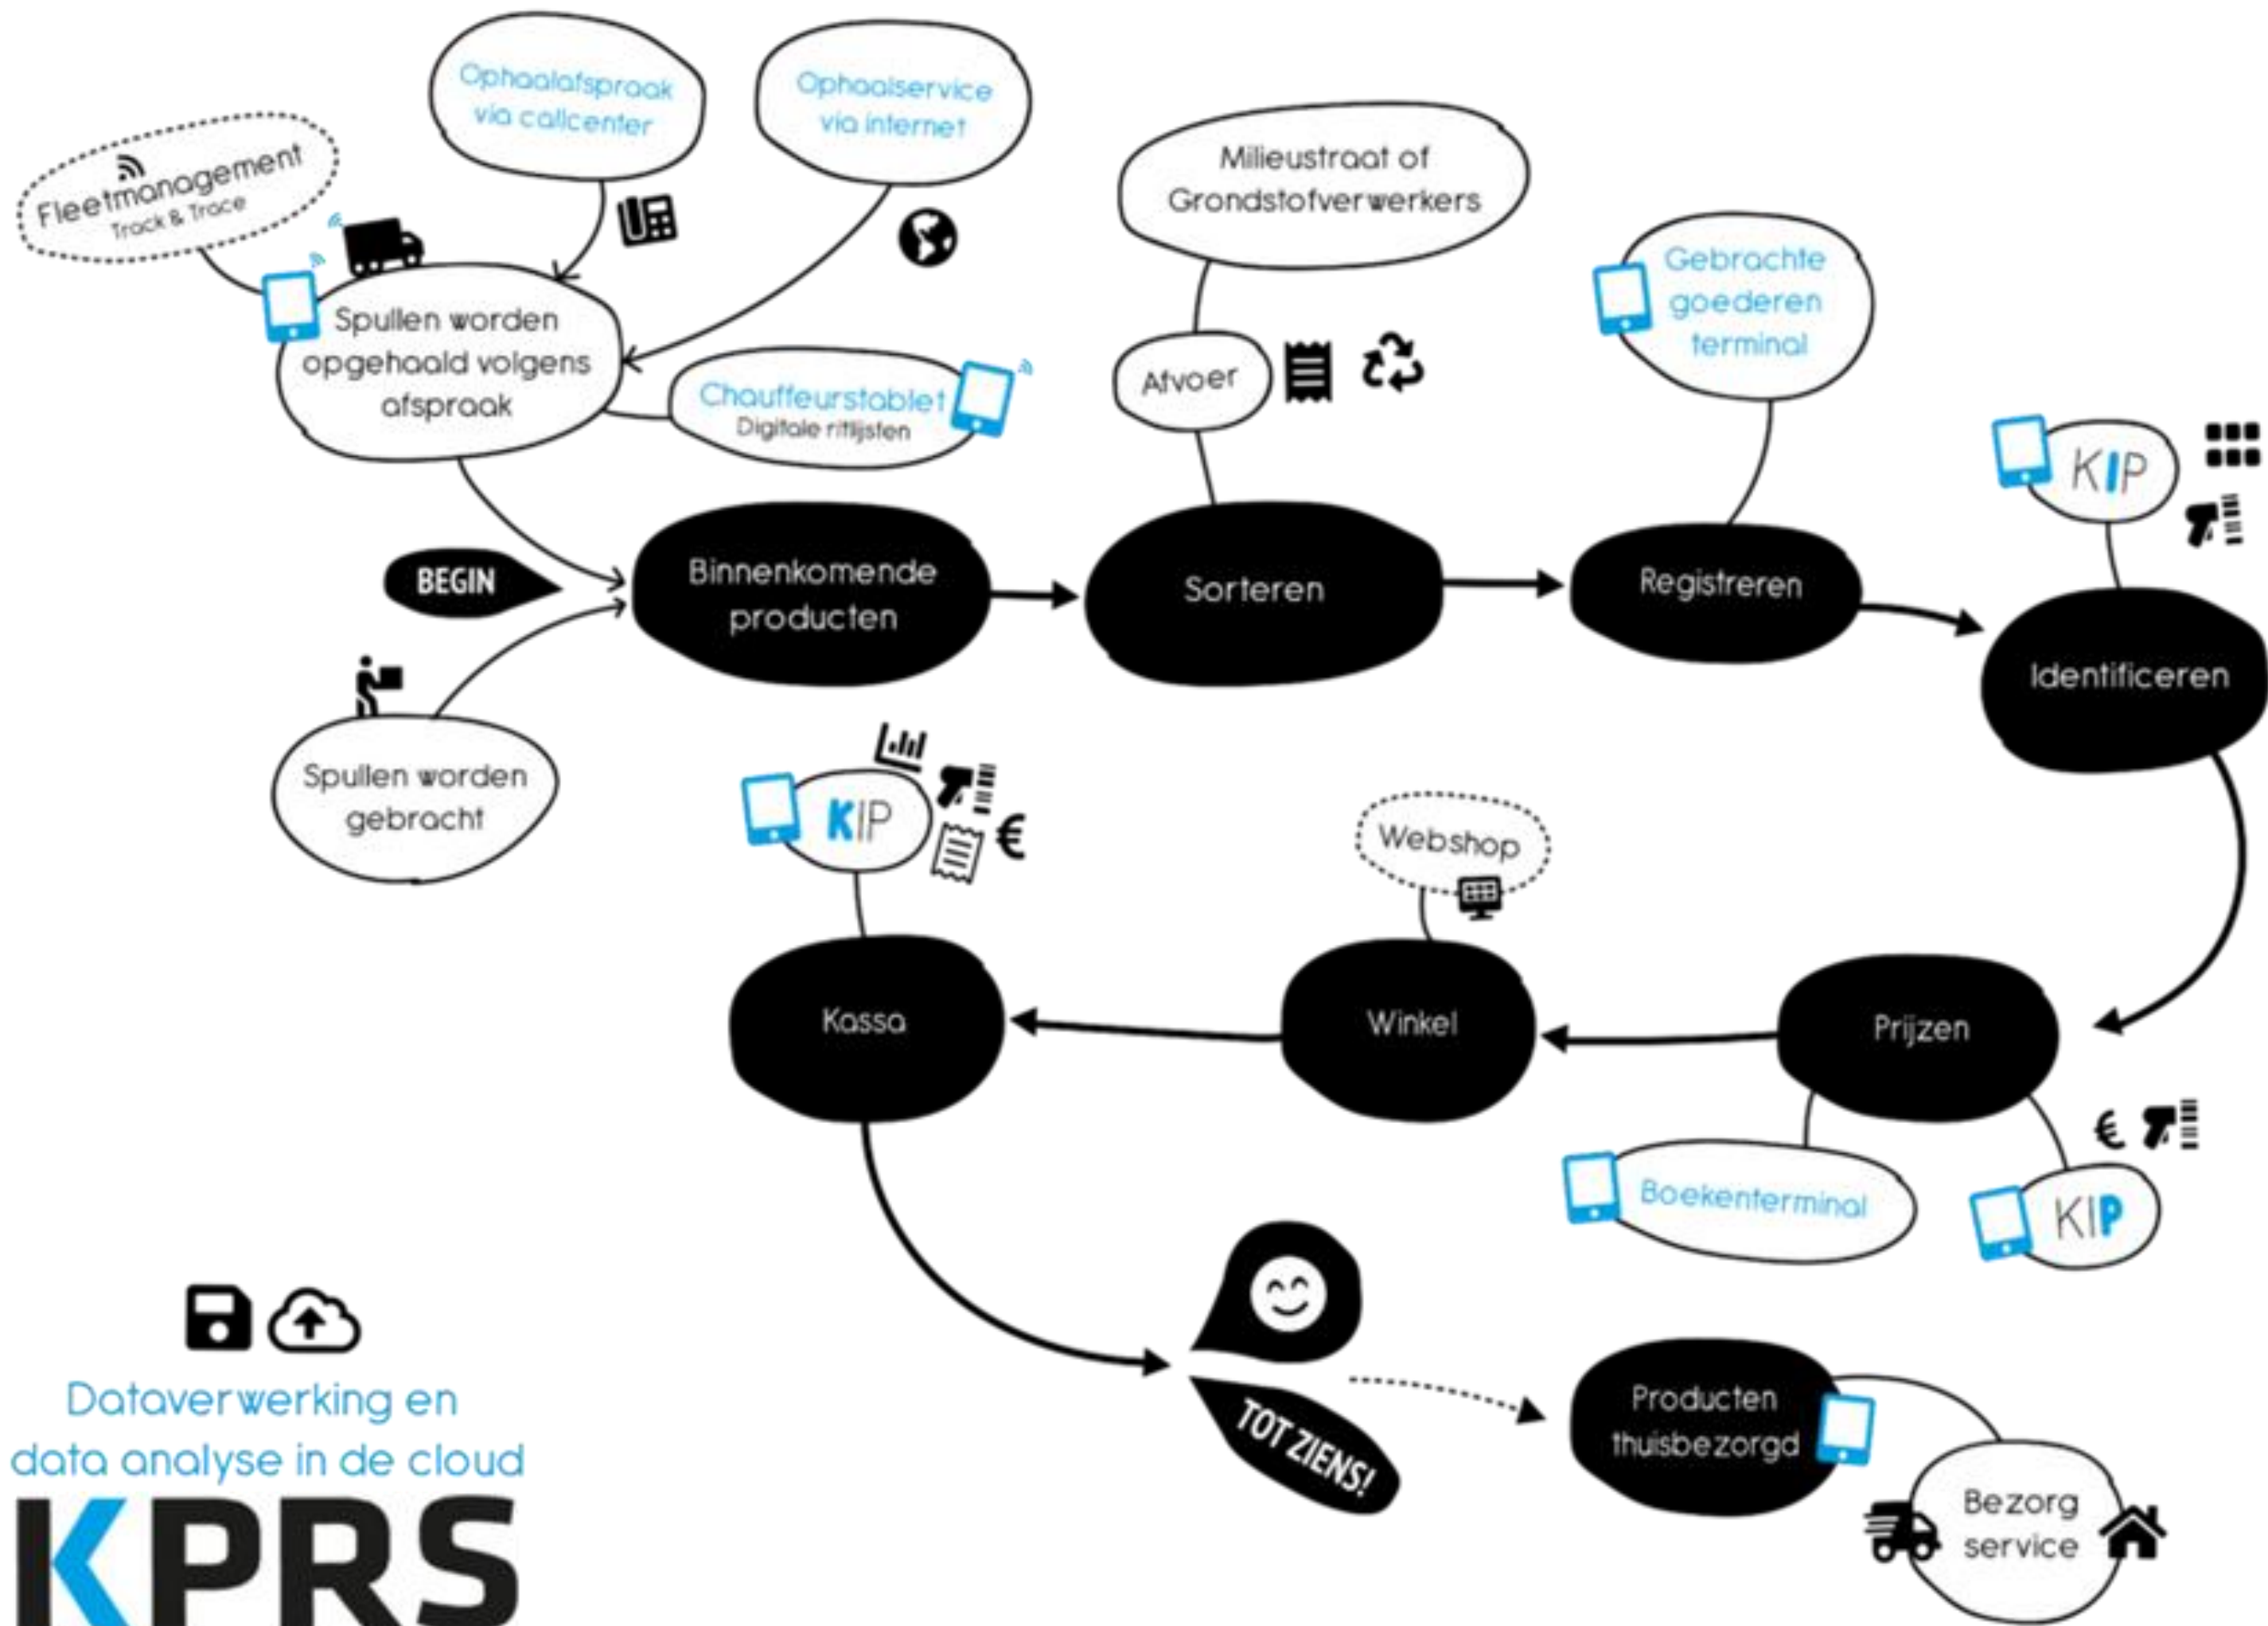 Ophaalafspraak
via callcenter
Ophaalservice
via internet
Fleetmanagement
Track & Trace
Milieustraat of
Grondstofverwerkers
Gebrachte
goederen
terminal
Spullen worden
opgehaald volgens
afspraak
Chauffeurstablet
Digitale ritlijsten
Afvoer
KIP
BEGIN
Binnenkomende
producten
Sorteren
Registreren
Identificeren
Spullen worden
gebracht
KIP
€
Webshop
Kassa
Winkel
Prijzen
€
Boekenterminal
KIP
TOT ZIENS!
Producten
thuisbezorgd
Bezorg
service
Dataverwerking en
data analyse in de cloud
KPRS